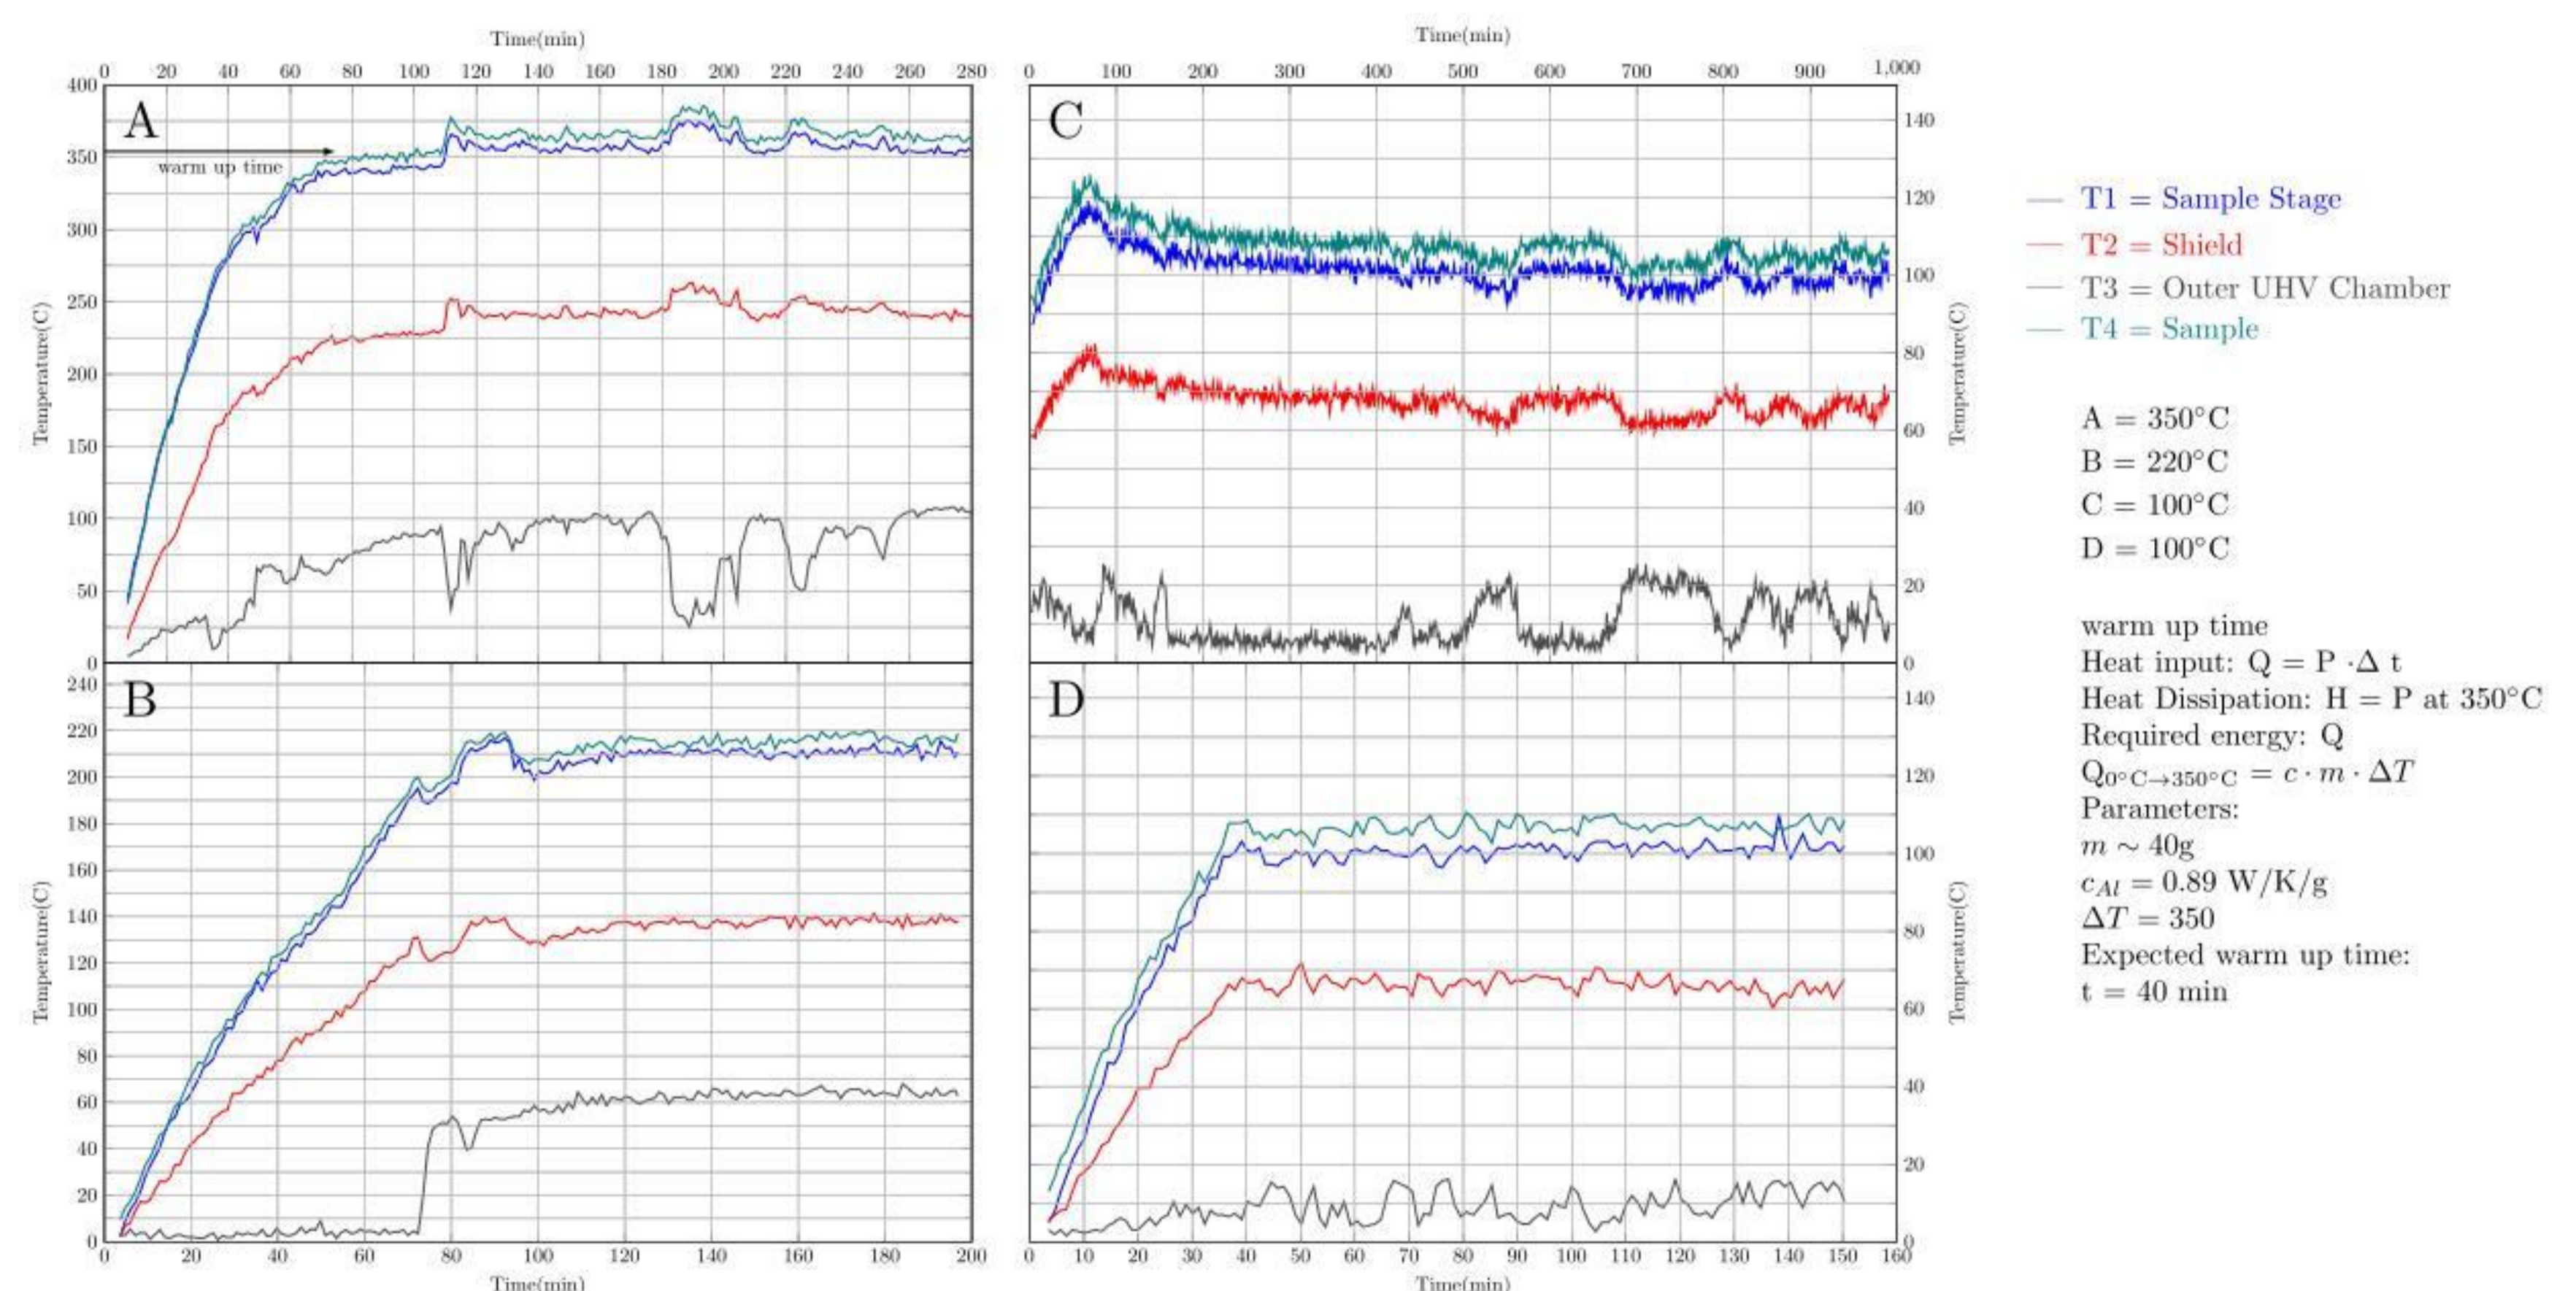 Time(min)
0 20 40 60 80 100 120 140 160 180 200 220 240 260 280
400
350
300
250
200
150
100
50
0
Temperature(C)
A
warm up time
Time(min)
0 100 200 300 400 500 600 700 800 900 1,000
C
140
120
100
80
60
40
20
0
Temperature(C)
B
240
220
200
180
160
140
120
100
80
60
40
20
0
Temperature(C)
0 20 40 60 80 100 120 140 160 180 200
Time(min)
D
140
120
100
80
60
40
20
0
Temperature(C)
0 10 20 30 40 50 60 70 80 90 100 110 120 130 140 150 160
Time(min)
T1 = Sample Stage
T2 = Shield
T3 = Outer UHV Chamber
T4 = Sample
A = 350°C
B = 220°C
C = 100°C
D = 100°C
warm up time
Heat input: Q = P ·Δ t
Heat Dissipation: H = P at 350°C
Required energy: Q
Q0°C→350°C = c · m · ΔT
Parameters:
m ∼ 40g
cAl = 0.89 W/K/g
ΔT = 350
Expected warm up time:
t = 40 min